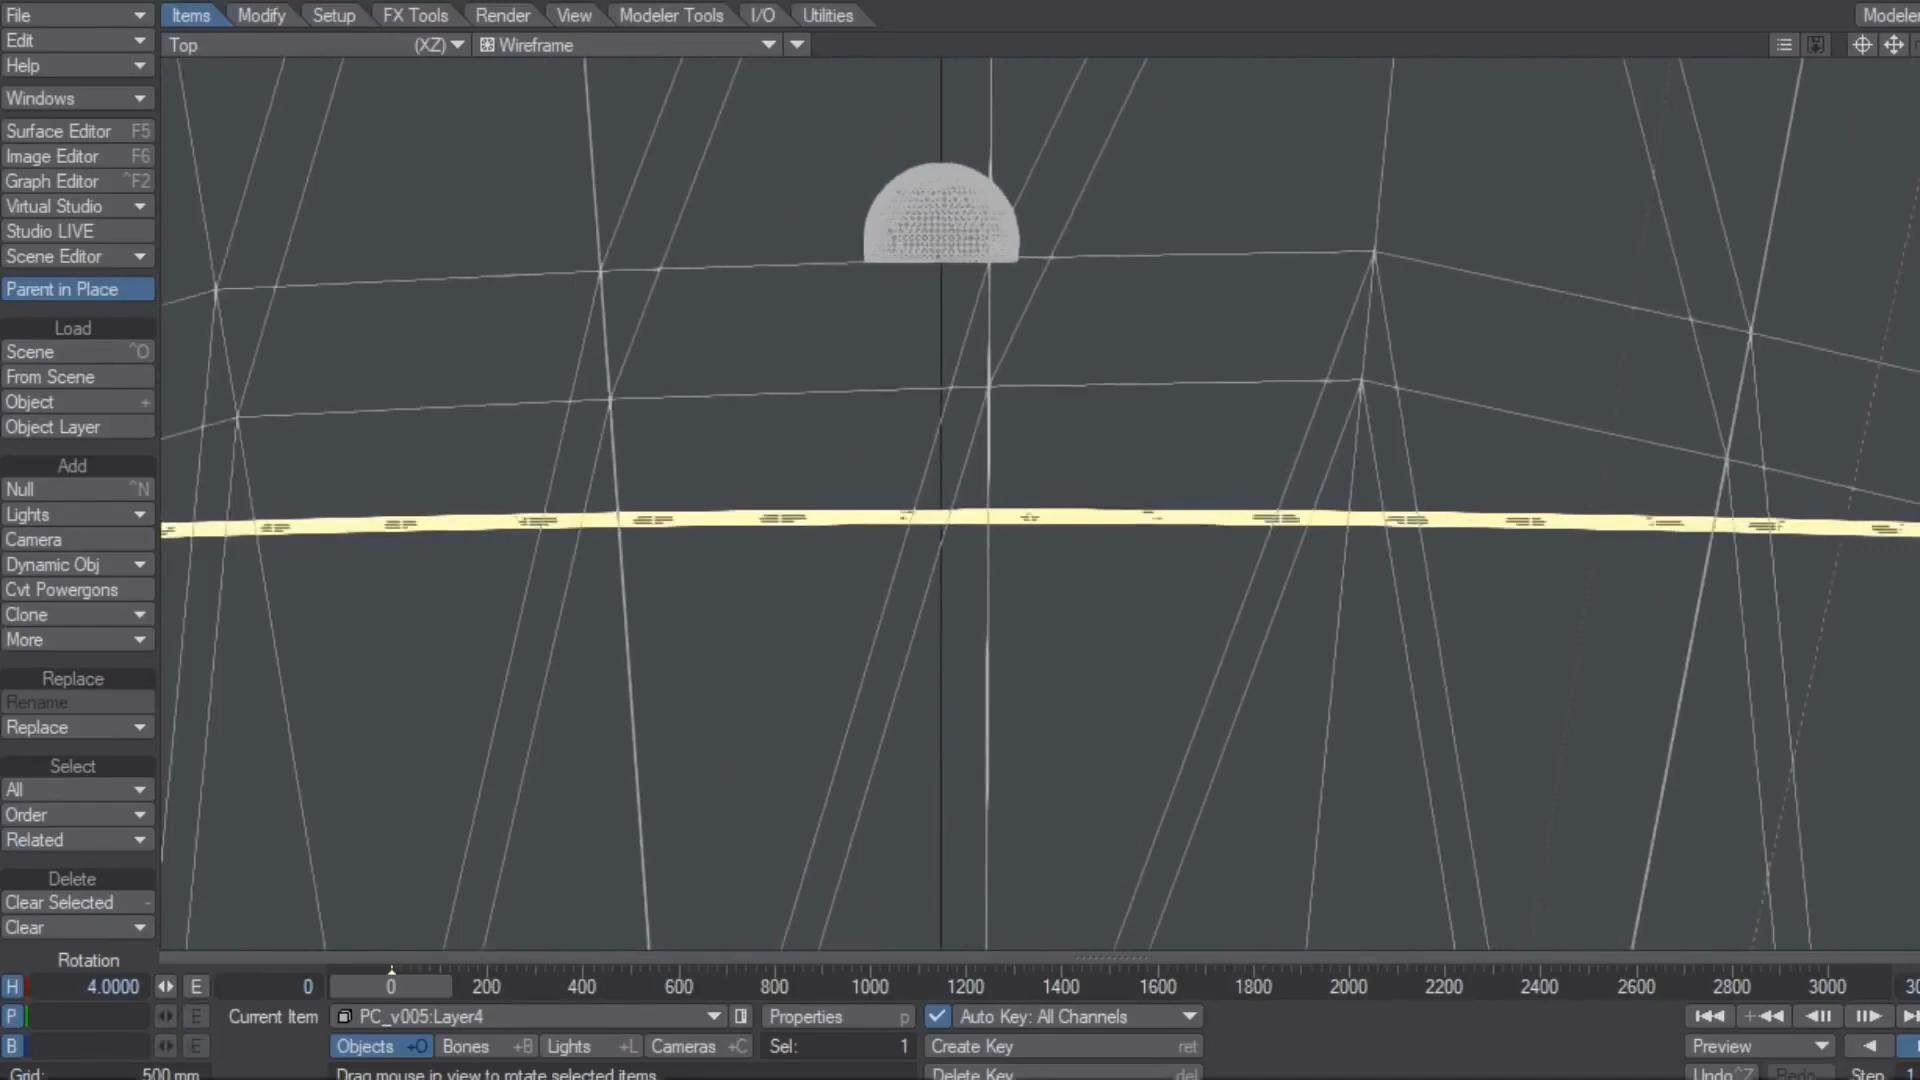 File
Items
Modify
Setup
FX Tools
Render
View
Modeler Tools
I/O
Utilities
Modeler
Edit
Top
(XZ)
Wireframe
Help
Windows
Surface Editor F5
Image Editor F6
Graph Editor ^F2
Virtual Studio
Studio LIVE
Scene Editor
Parent in Place
Load
Scene ^O
From Scene
Object +
Object Layer
Add
Null ^N
Lights
Camera
Dynamic Obj
Cvt Powergons
Clone
More
Replace
Rename
Replace
Select
All
Order
Related
Delete
Clear Selected -
Clear
Rotation
H 4.0000 E 0
0 200 400 600 800 1000 1200 1400 1600 1800 2000 2200 2400 2600 2800 3000 30
P E Current Item PC_v005:Layer4 Properties p Auto Key: All Channels
B E Objects +O Bones +B Lights +L Cameras +C Sel: 1 Create Key ret Preview
Grid: 500 mm Drag mouse in view to rotate selected items. Delete Key del Undo ^Z Redo Step 1